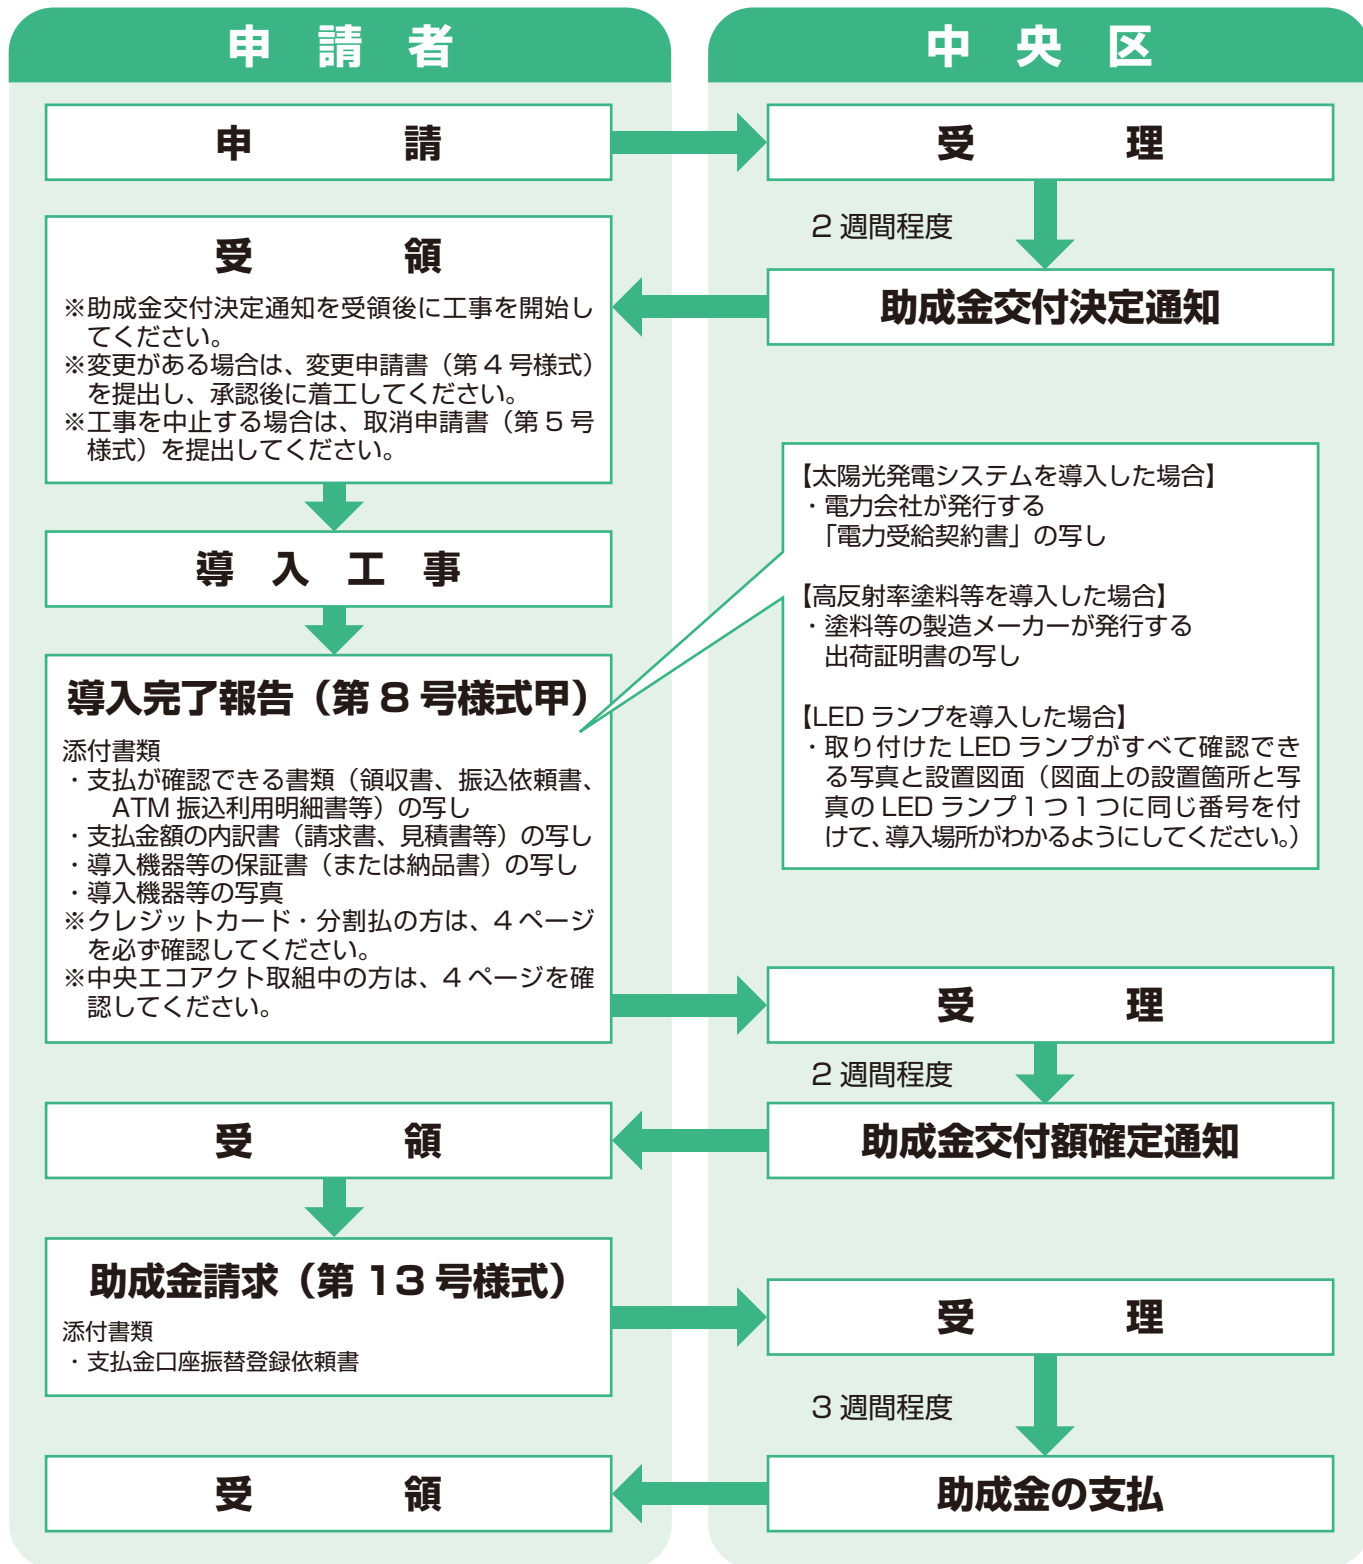 申請者
中央区
申請
受理
2週間程度
受領
※助成金交付決定通知を受領後に工事を開始し
てください。
※変更がある場合は、変更申請書（第4号様式）
を提出し、承認後に着工してください。
※工事を中止する場合は、取消申請書（第5号
様式）を提出してください。
助成金交付決定通知
導入工事
【太陽光発電システムを導入した場合】
・電力会社が発行する
「電力受給契約書」の写し
【高反射率塗料等を導入した場合】
・塗料等の製造メーカーが発行する
出荷証明書の写し
【LEDランプを導入した場合】
・取り付けたLEDランプがすべて確認でき
る写真と設置図面（図面上の設置箇所と写
真のLEDランプ1つ1つに同じ番号を付
けて、導入場所がわかるようにしてください。）
導入完了報告（第8号様式甲）
添付書類
・支払が確認できる書類（領収書、振込依頼書、
ATM振込利用明細書等）の写し
・支払金額の内訳書（請求書、見積書等）の写し
・導入機器等の保証書（または納品書）の写し
・導入機器等の写真
※クレジットカード・分割払の方は、4ページ
を必ず確認してください。
※中央エコアクト取組中の方は、4ページを確
認してください。
受理
2週間程度
受領
助成金交付額確定通知
助成金請求（第13号様式）
添付書類
・支払金口座振替登録依頼書
受理
3週間程度
受領
助成金の支払